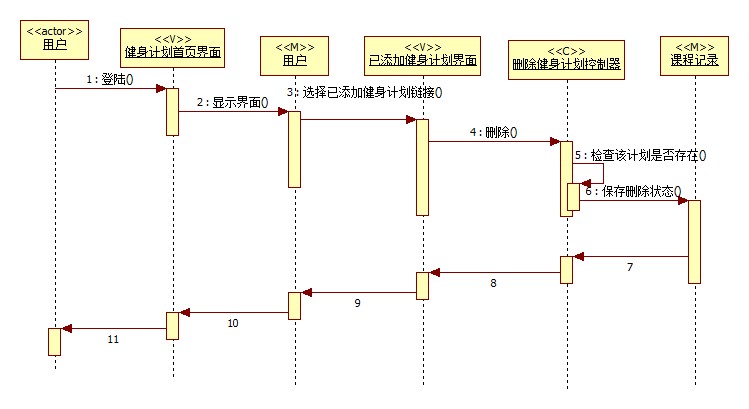 <<actor>>
用户
<<V>>
健身计划首页界面
<<M>>
用户
<<V>>
已添加健身计划界面
<<C>>
删除健身计划控制器
<<M>>
课程记录
1 : 登陆()
2 : 显示界面()
3 : 选择已添加健身计划链接()
4 : 删除()
5 : 检查该计划是否存在()
6 : 保存删除状态()
7
8
9
10
11